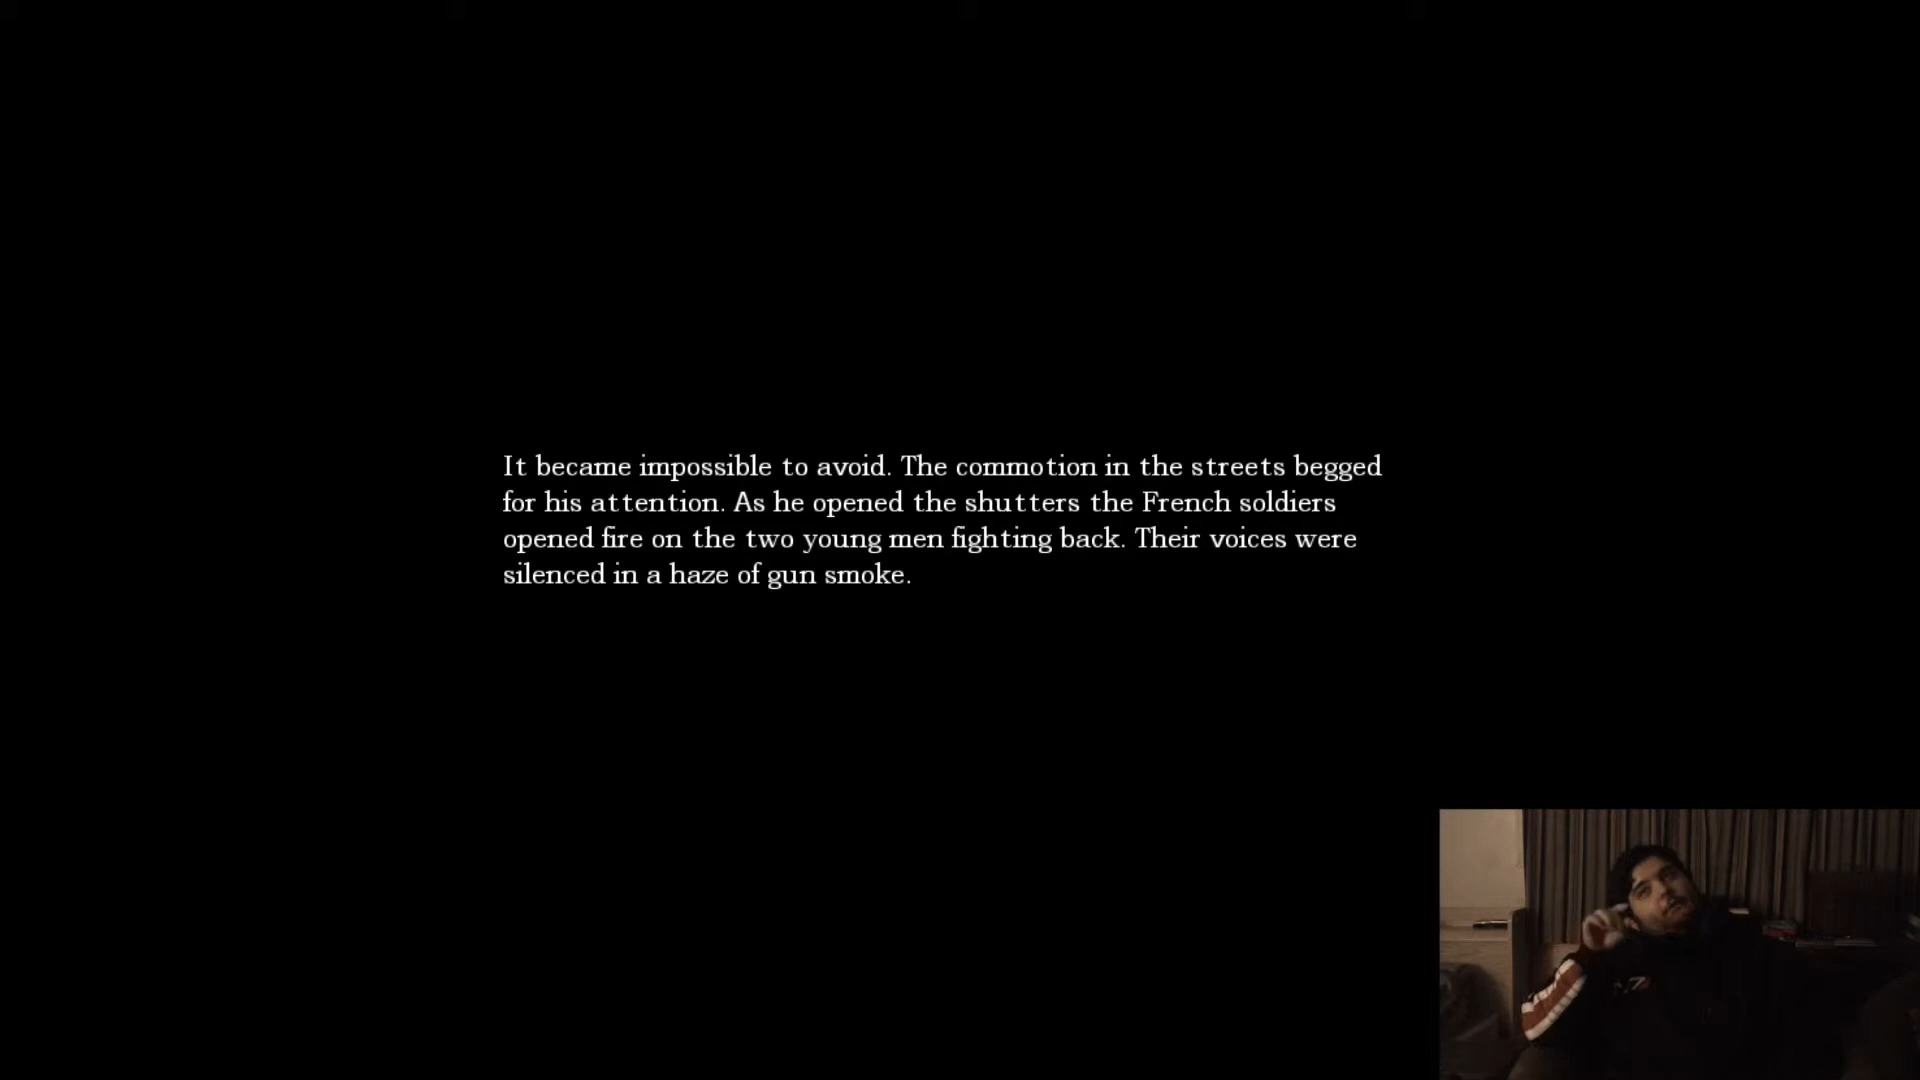 It became impossible to avoid. The commotion in the streets begged
for his attention. As he opened the shutters the French soldiers
opened fire on the two young men fighting back. Their voices were
silenced in a haze of gun smoke.